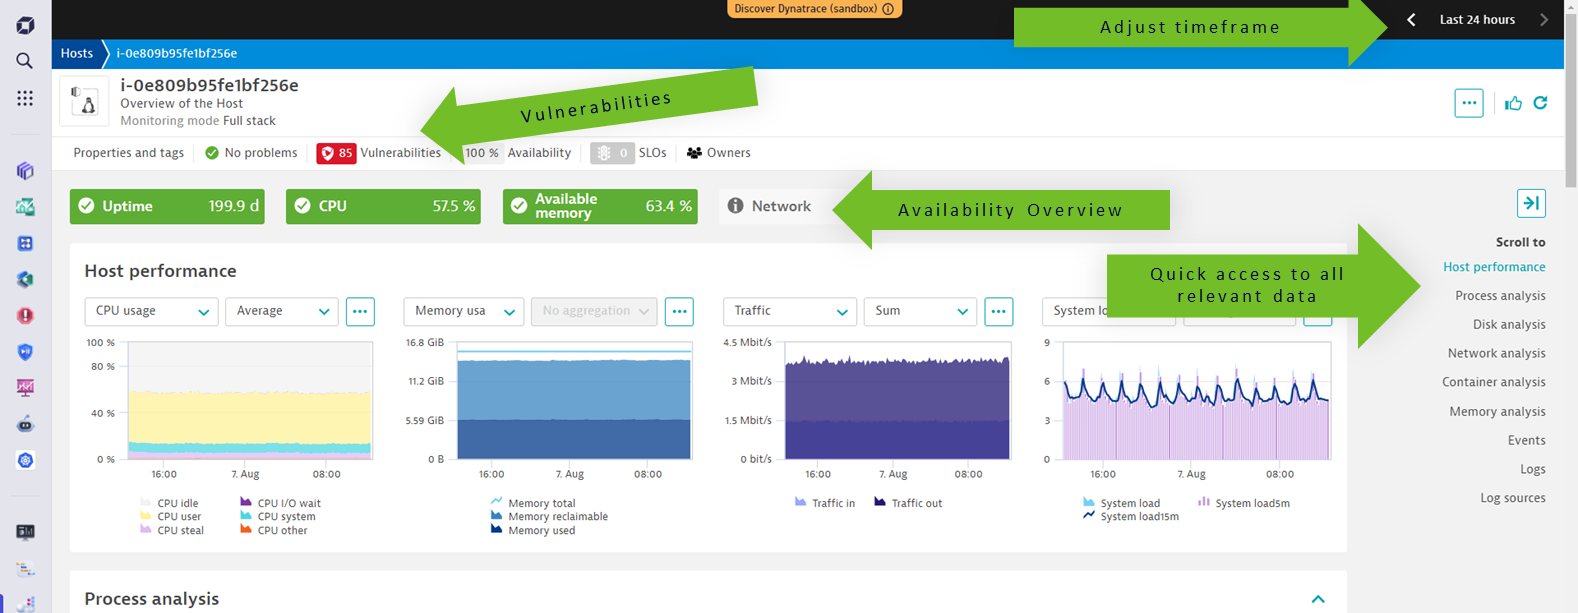 Discover Dynatrace (sandbox)
Adjust timeframe
Last 24 hours
Hosts
i-0e809b95fe1bf256e
i-0e809b95fe1bf256e
Overview of the Host
Monitoring mode Full stack
Vulnerabilities
Properties and tags
No problems
85 Vulnerabilities
100 % Availability
0 SLOs
Owners
Uptime 199.9 d
CPU 57.5 %
Available
memory
63.4 %
Network
Availability Overview
Scroll to
Host performance
Process analysis
Disk analysis
Network analysis
Container analysis
Memory analysis
Events
Logs
Log sources
Quick access to all
relevant data
Host performance
CPU usage
Average
100 %
80 %
40 %
0 %
16:00
7. Aug
08:00
CPU idle
CPU I/O wait
CPU user
CPU system
CPU steal
CPU other
Memory usa
No aggregation
16.8 GiB
11.2 GiB
5.59 GiB
0 B
16:00
7. Aug
08:00
Memory total
Memory reclaimable
Memory used
Traffic
Sum
4.5 Mbit/s
3 Mbit/s
1.5 Mbit/s
0 bit/s
16:00
7. Aug
08:00
Traffic in
Traffic out
System lo
9
6
3
0
16:00
7. Aug
08:00
System load
System load5m
System load15m
Process analysis